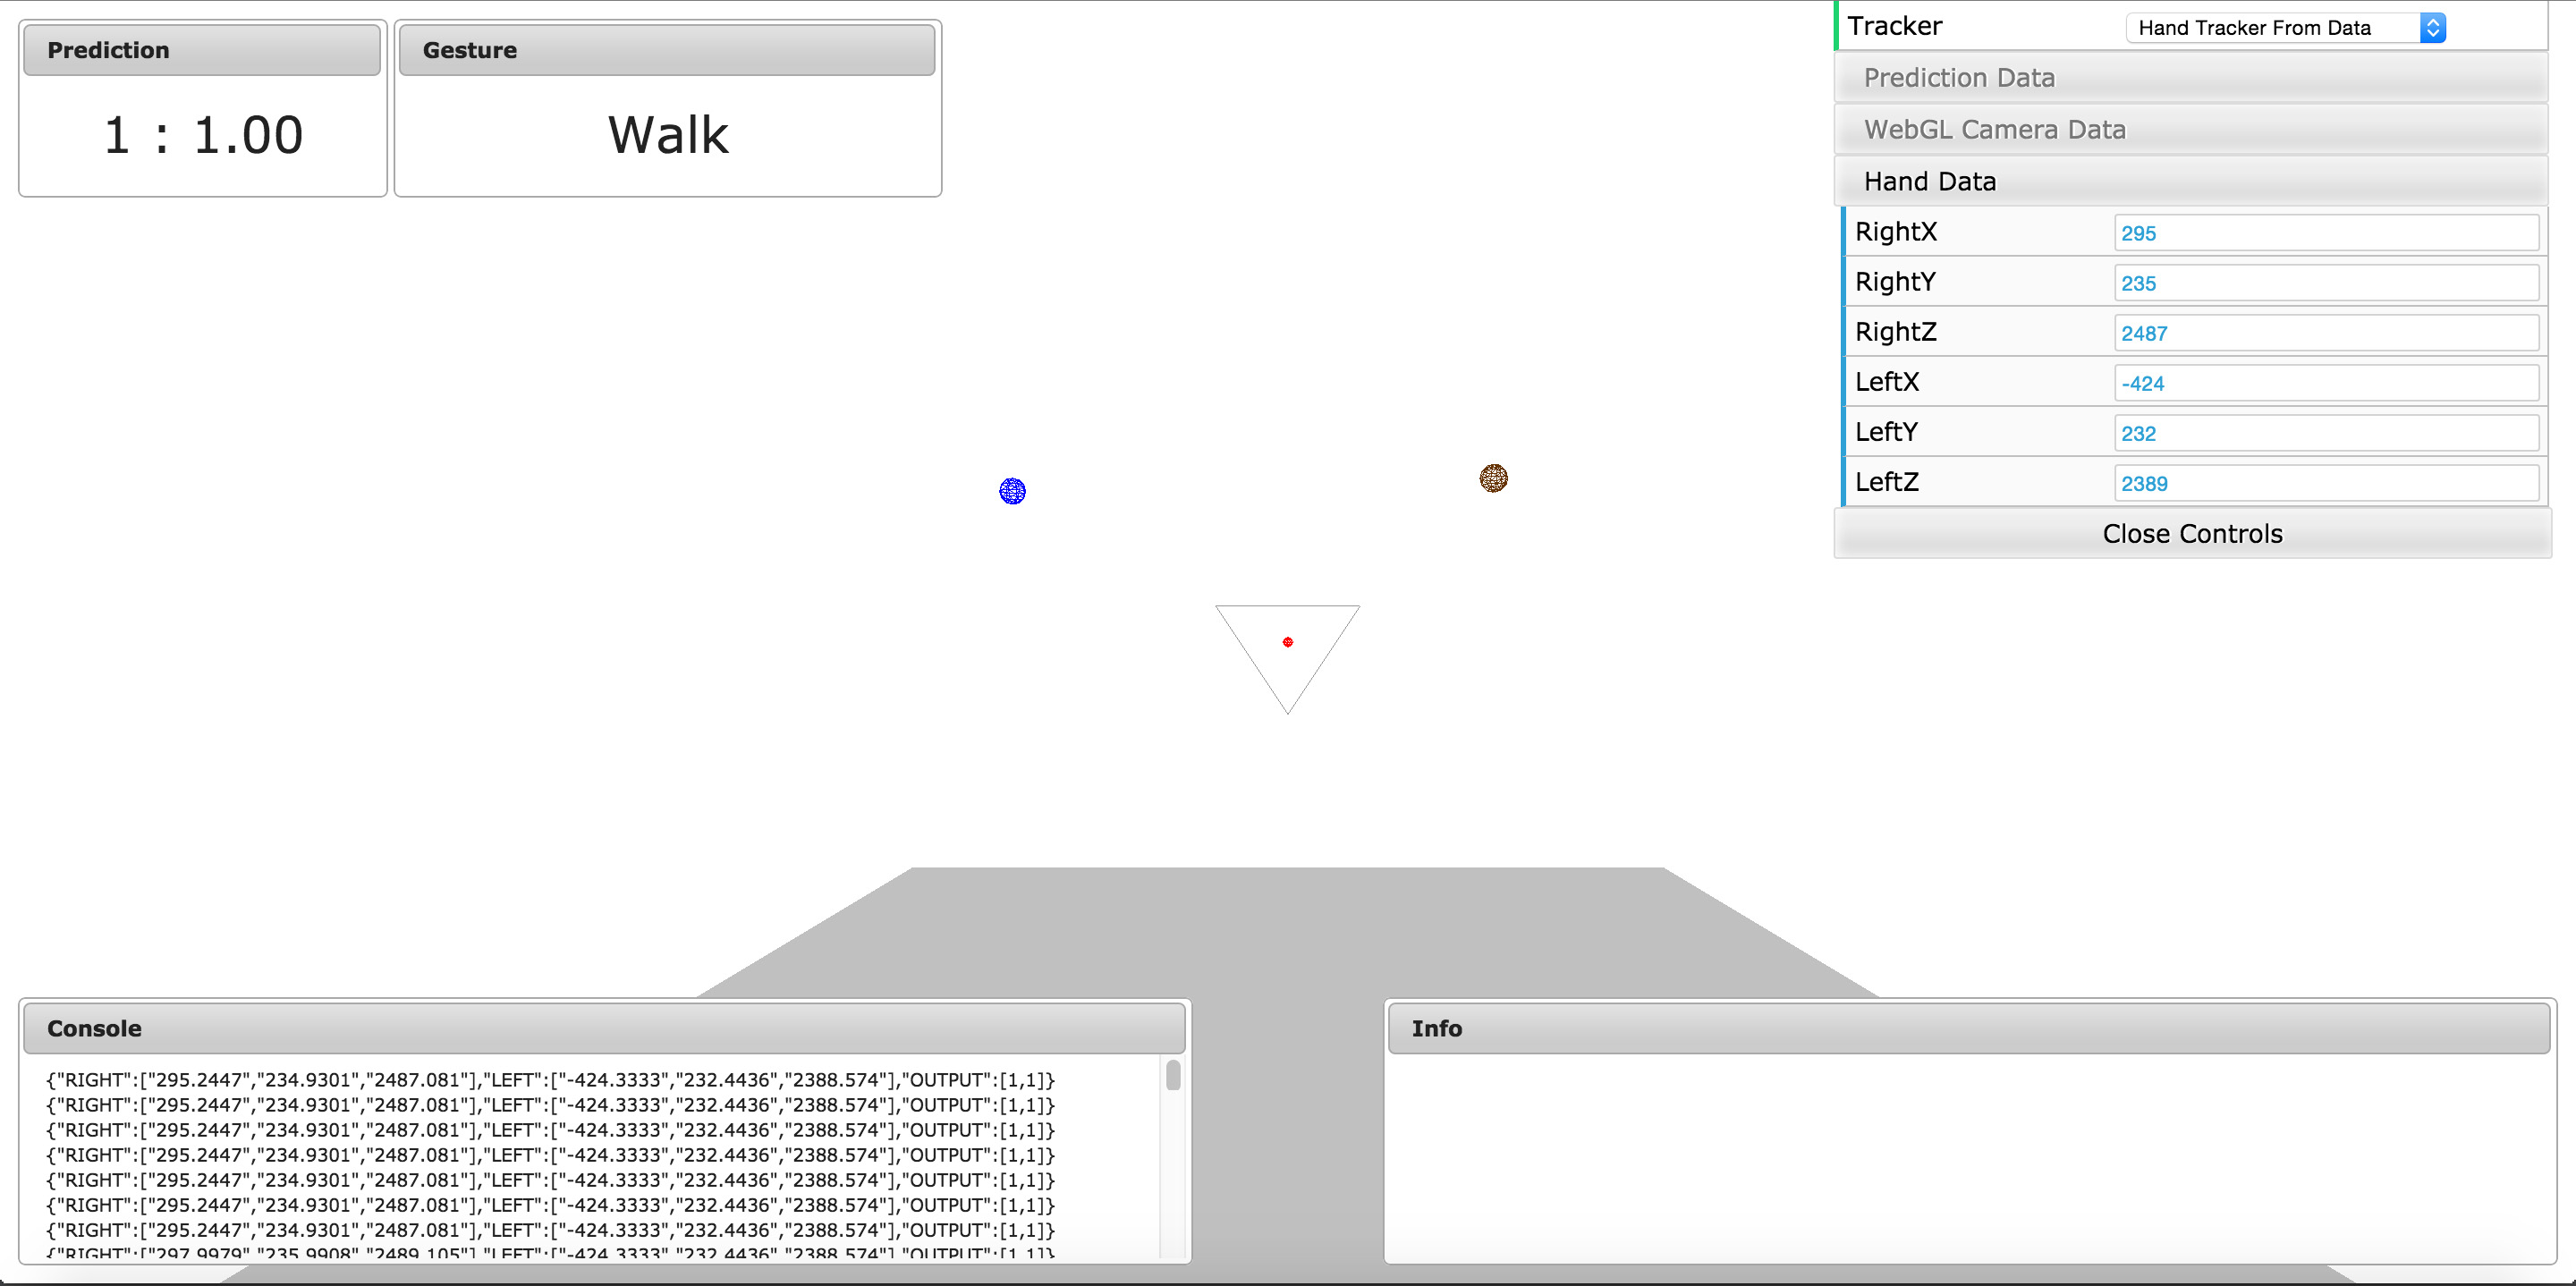 Prediction
1 : 1.00
Gesture
Walk
Tracker
Hand Tracker From Data
Prediction Data
WebGL Camera Data
Hand Data
RightX 295
RightY 235
RightZ 2487
LeftX -424
LeftY 232
LeftZ 2389
Close Controls
Console
{"RIGHT":["295.2447","234.9301","2487.081"],"LEFT":["-424.3333","232.4436","2388.574"],"OUTPUT":[1,1]}
{"RIGHT":["295.2447","234.9301","2487.081"],"LEFT":["-424.3333","232.4436","2388.574"],"OUTPUT":[1,1]}
{"RIGHT":["295.2447","234.9301","2487.081"],"LEFT":["-424.3333","232.4436","2388.574"],"OUTPUT":[1,1]}
{"RIGHT":["295.2447","234.9301","2487.081"],"LEFT":["-424.3333","232.4436","2388.574"],"OUTPUT":[1,1]}
{"RIGHT":["295.2447","234.9301","2487.081"],"LEFT":["-424.3333","232.4436","2388.574"],"OUTPUT":[1,1]}
{"RIGHT":["295.2447","234.9301","2487.081"],"LEFT":["-424.3333","232.4436","2388.574"],"OUTPUT":[1,1]}
{"RIGHT":["295.2447","234.9301","2487.081"],"LEFT":["-424.3333","232.4436","2388.574"],"OUTPUT":[1,1]}
{"RIGHT":["297.9979","235.9908","2489.105"],"LEFT":["-424.3333","232.4436","2388.574"],"OUTPUT":[1,1]}
Info